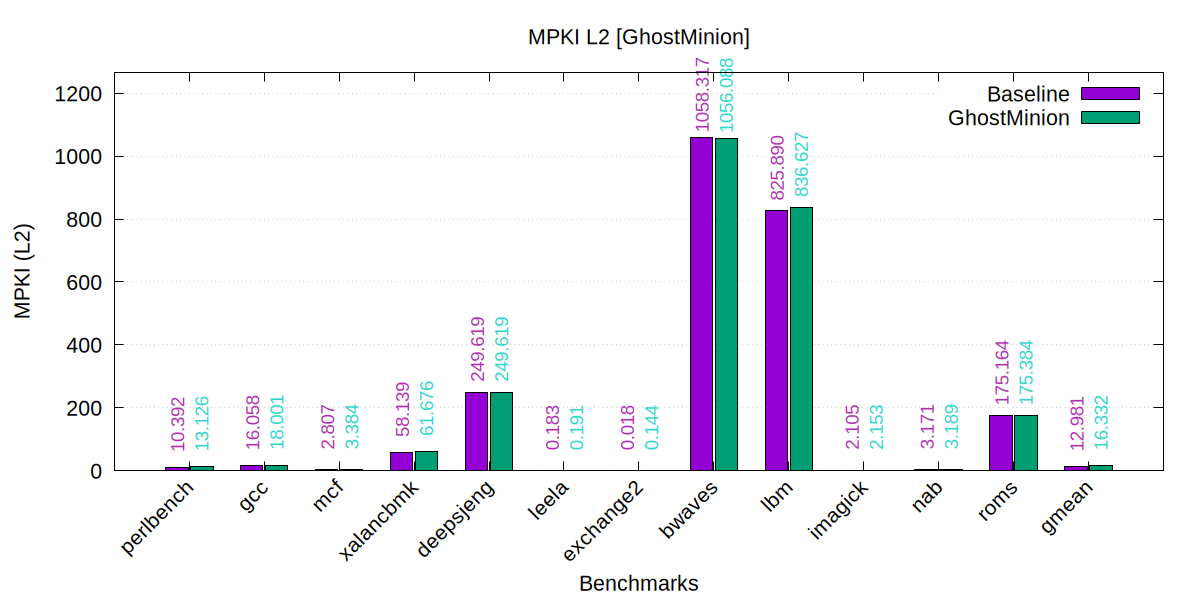 MPKI L2 [GhostMinion]
Baseline
GhostMinion
MPKI (L2)
1200
1000
800
600
400
200
0
10.392
13.126
16.058
18.001
2.807
3.384
58.139
61.676
249.619
249.619
0.183
0.191
0.018
0.144
1058.317
1056.088
825.890
836.627
2.105
2.153
3.171
3.189
175.164
175.384
12.981
16.332
perlbench
gcc
mcf
xalancbmk
deepsjeng
leela
exchange2
bwaves
lbm
imagick
nab
roms
gmean
Benchmarks